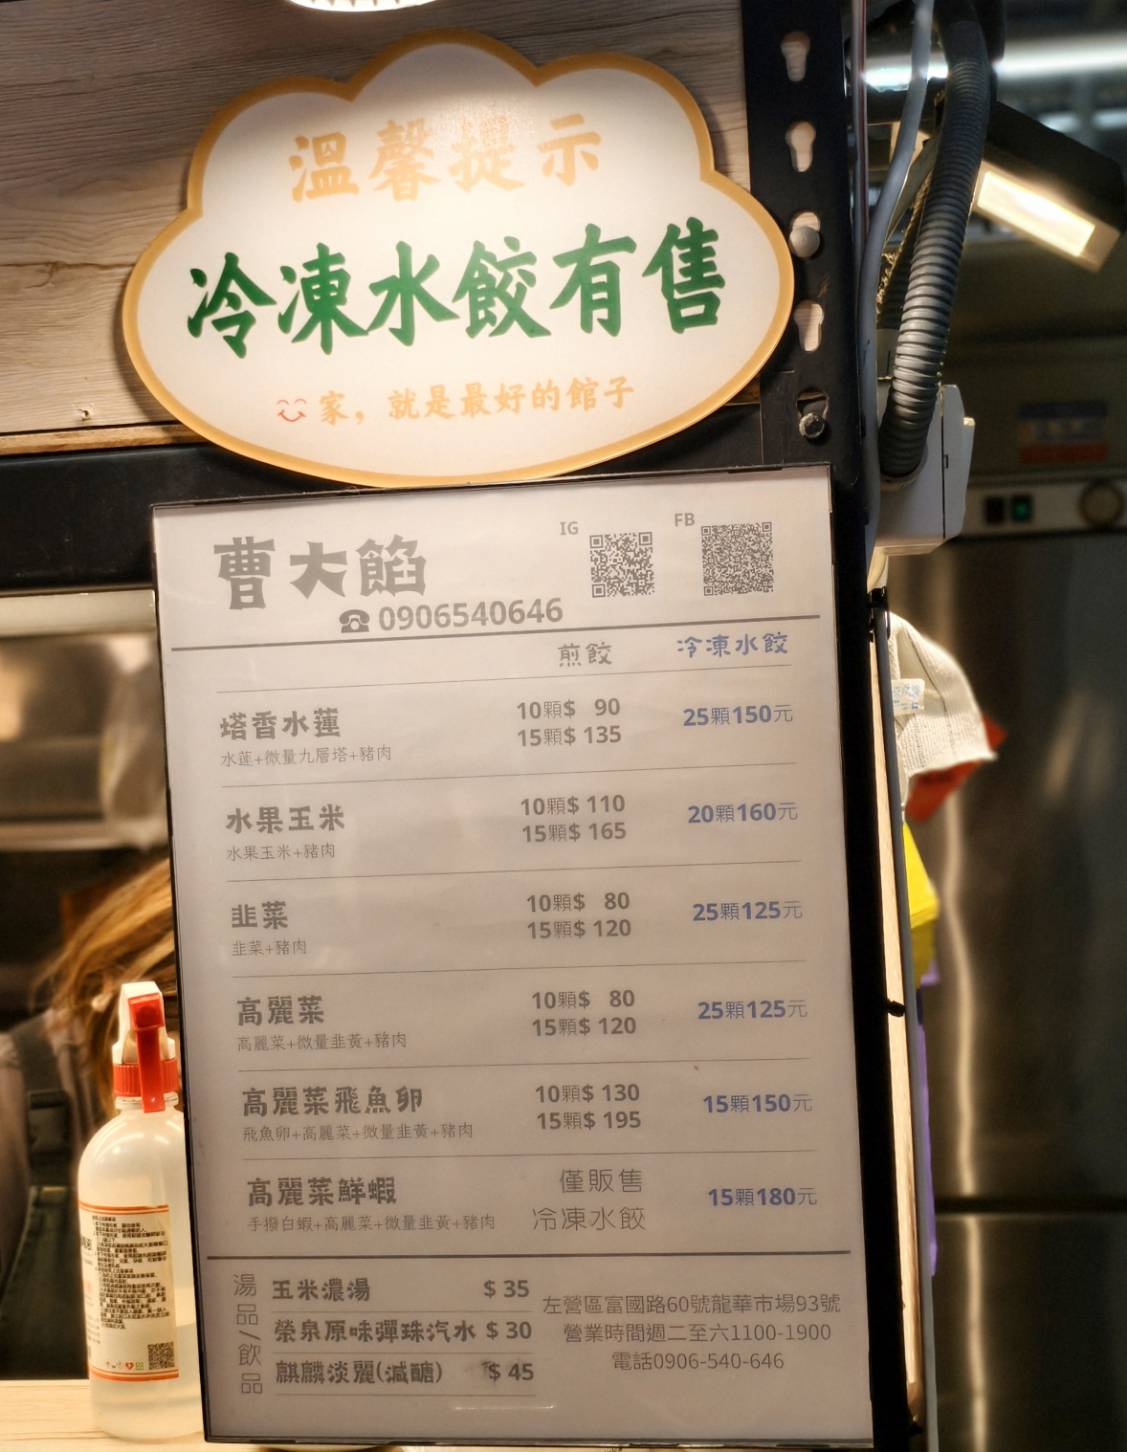 溫馨提示
冷凍水餃有售
家，就是最好的館子
曹大餡
IG
FB
☎0906540646
煎餃 冷凍水餃
塔香水蓮 10顆$ 90 25顆150元
水蓮+微量九層塔+豬肉 15顆$ 135
水果玉米 10顆$ 110 20顆160元
水果玉米+豬肉 15顆$ 165
韭菜 10顆$ 80 25顆125元
韭菜+豬肉 15顆$ 120
高麗菜 10顆$ 80 25顆125元
高麗菜+微量韭黃+豬肉 15顆$ 120
高麗菜飛魚卵 10顆$ 130 15顆150元
飛魚卵+高麗菜+微量韭黃+豬肉 15顆$ 195
高麗菜鮮蝦 僅販售 15顆180元
手撥白蝦+高麗菜+微量韭黃+豬肉 冷凍水餃
湯品/飲品
玉米濃湯 $ 35
榮泉原味彈珠汽水 $ 30
麒麟淡麗(減醣) $ 45
左營區富國路60號龍華市場93號
營業時間週二至六1100-1900
電話0906-540-646